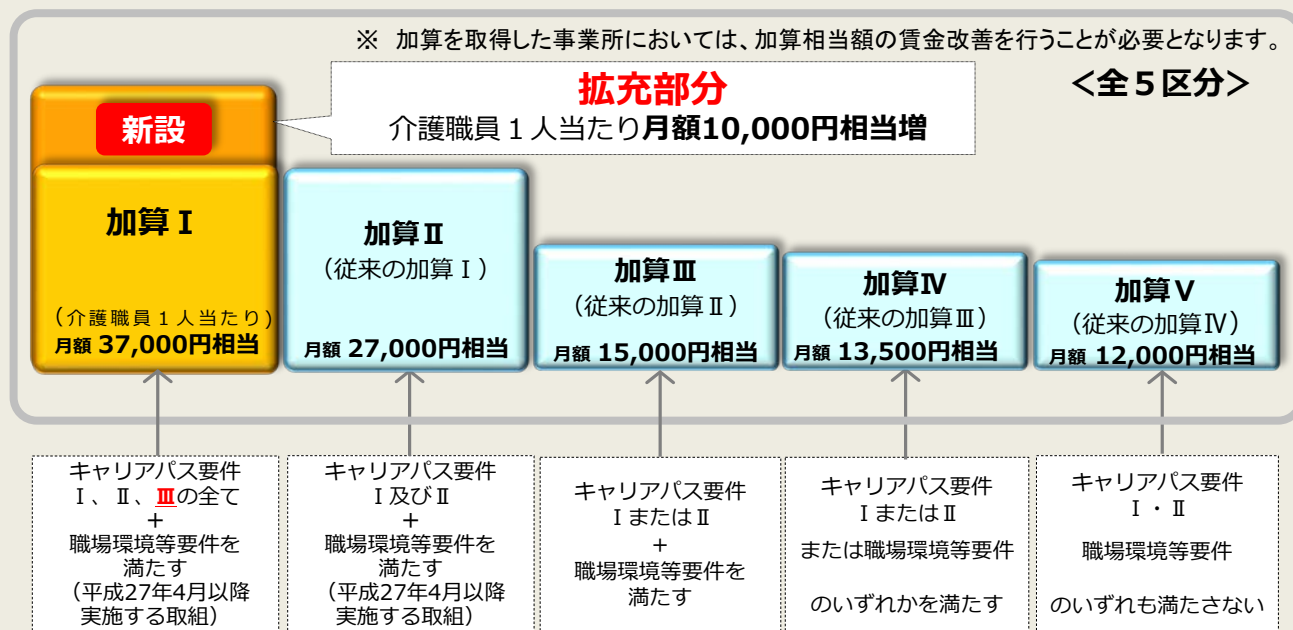 ※ 加算を取得した事業所においては、加算相当額の賃金改善を行うことが必要となります。
<全５区分>
拡充部分
介護職員１人当たり月額10,000円相当増
新設
加算Ⅰ
（介護職員１人当たり）
月額 37,000円相当
加算Ⅱ
（従来の加算Ⅰ）
月額 27,000円相当
加算Ⅲ
（従来の加算Ⅱ）
月額 15,000円相当
加算Ⅳ
（従来の加算Ⅲ）
月額 13,500円相当
加算Ⅴ
（従来の加算Ⅳ）
月額 12,000円相当
キャリアパス要件
Ⅰ、Ⅱ、Ⅲの全て
+
職場環境等要件を
満たす
（平成27年4月以降
実施する取組）
キャリアパス要件
Ⅰ及びⅡ
+
職場環境等要件を
満たす
（平成27年4月以降
実施する取組）
キャリアパス要件
ⅠまたはⅡ
+
職場環境等要件を
満たす
キャリアパス要件
ⅠまたはⅡ
または職場環境等要件
のいずれかを満たす
キャリアパス要件
Ⅰ・Ⅱ
職場環境等要件
のいずれも満たさない